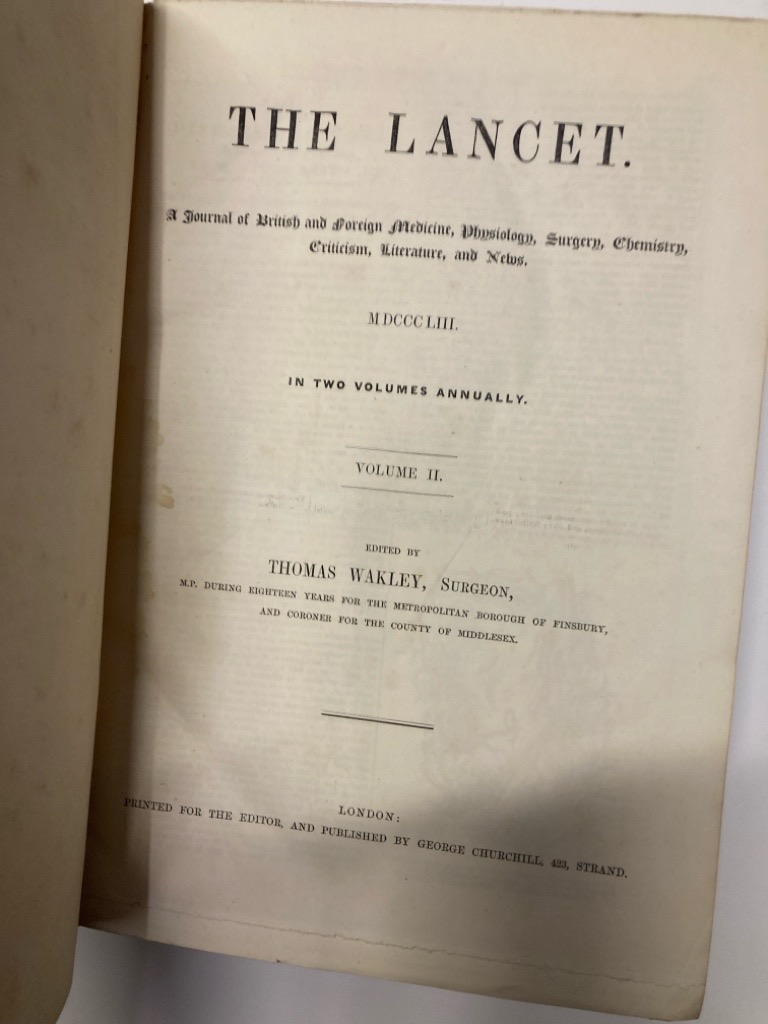 THE LANCET.
A Journal of British and Foreign Medicine, Physiology, Surgery, Chemistry,
Criticism, Literature, and News.
MDCCCLIII.
IN TWO VOLUMES ANNUALLY.
VOLUME II.
EDITED BY
THOMAS WAKLEY, SURGEON,
M.P. DURING EIGHTEEN YEARS FOR THE METROPOLITAN BOROUGH OF FINSBURY,
AND CORONER FOR THE COUNTY OF MIDDLESEX.
LONDON:
PRINTED FOR THE EDITOR, AND PUBLISHED BY GEORGE CHURCHILL, 423, STRAND.